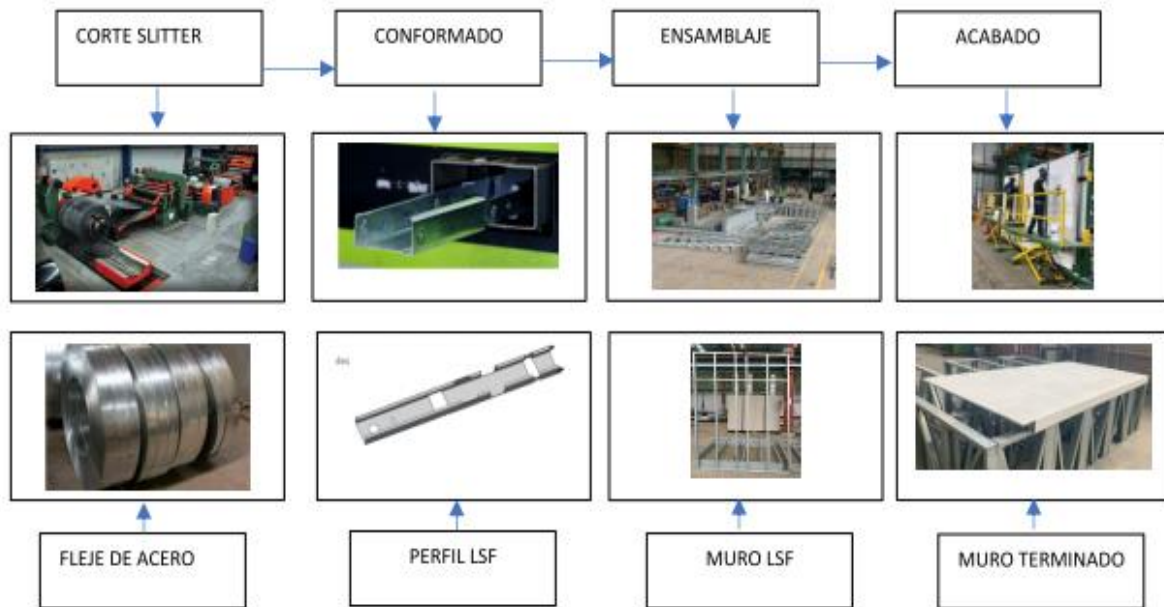 CORTE SLITTER
CONFORMADO
ENSAMBLAJE
ACABADO
FLEJE DE ACERO
PERFIL LSF
MURO LSF
MURO TERMINADO